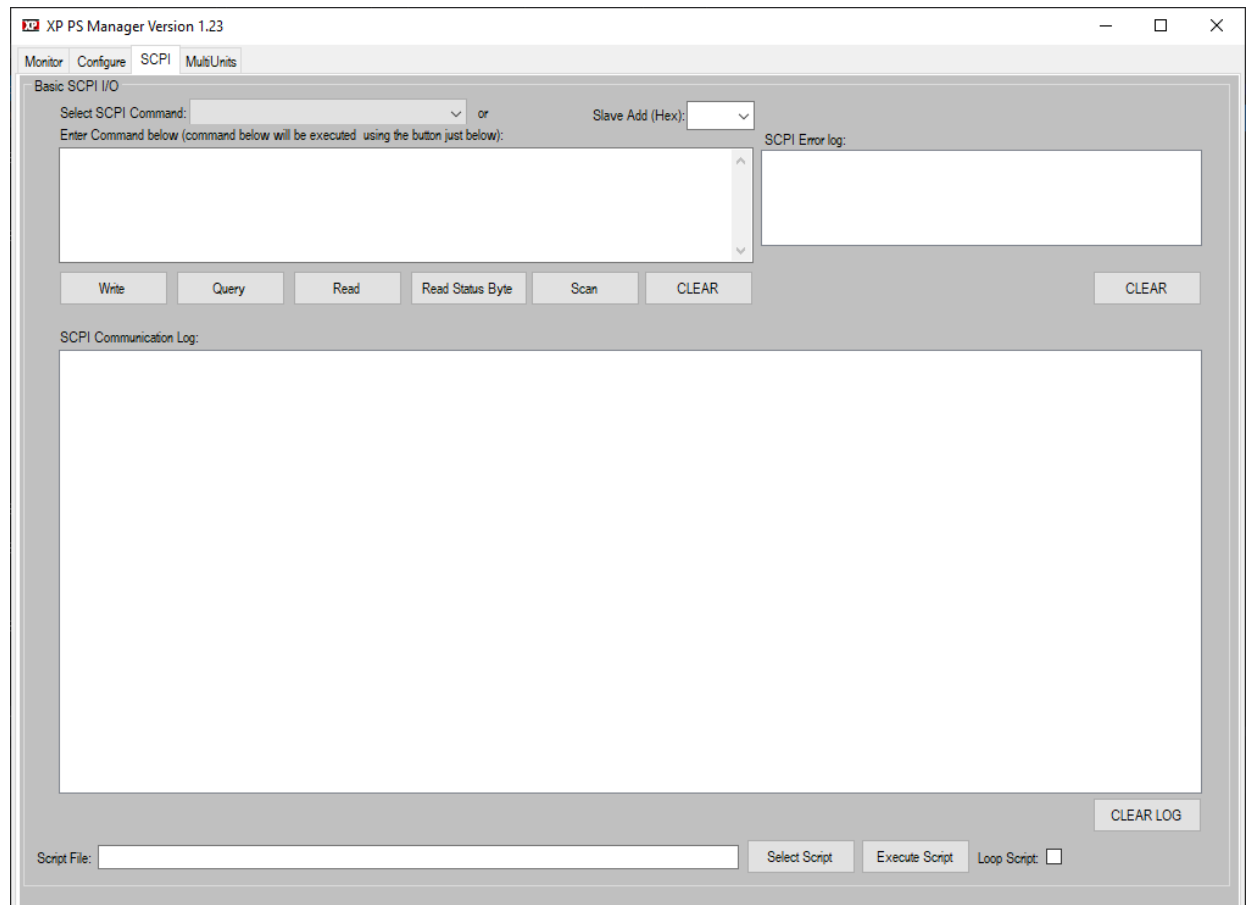 XP XP PS Manager Version 1.23
Monitor Configure SCPI MultiUnits
Basic SCPI I/O
Select SCPI Command: or Slave Add (Hex):
Enter Command below (command below will be executed using the button just below):
SCPI Error log:
Write Query Read Read Status Byte Scan CLEAR CLEAR
SCPI Communication Log:
CLEAR LOG
Script File: Select Script Execute Script Loop Script: